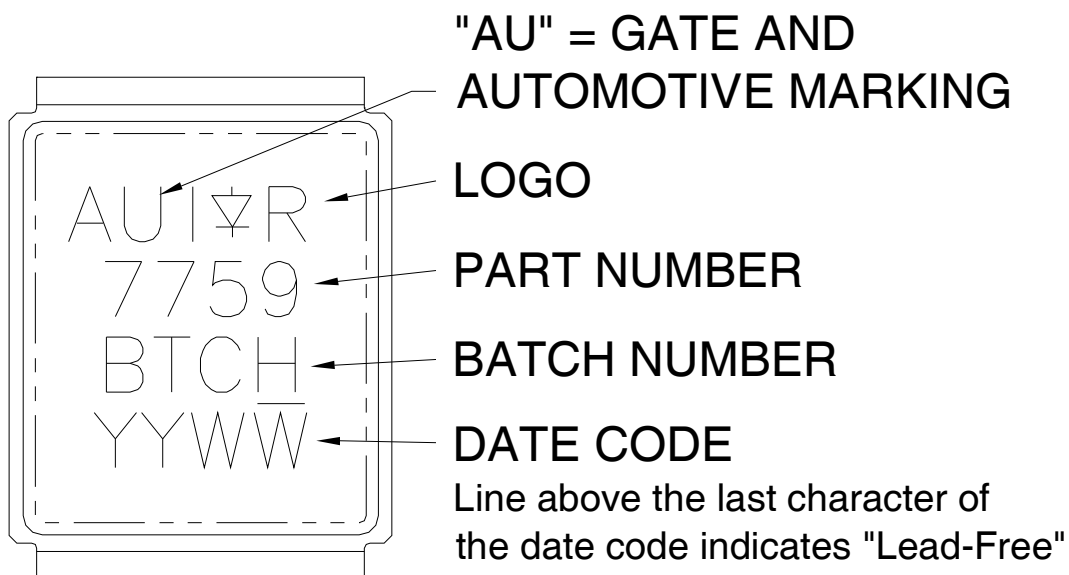 "AU" = GATE AND
AUTOMOTIVE MARKING
AUI R
LOGO
7759
PART NUMBER
BTCH
BATCH NUMBER
YYWW
DATE CODE
Line above the last character of
the date code indicates "Lead-Free"